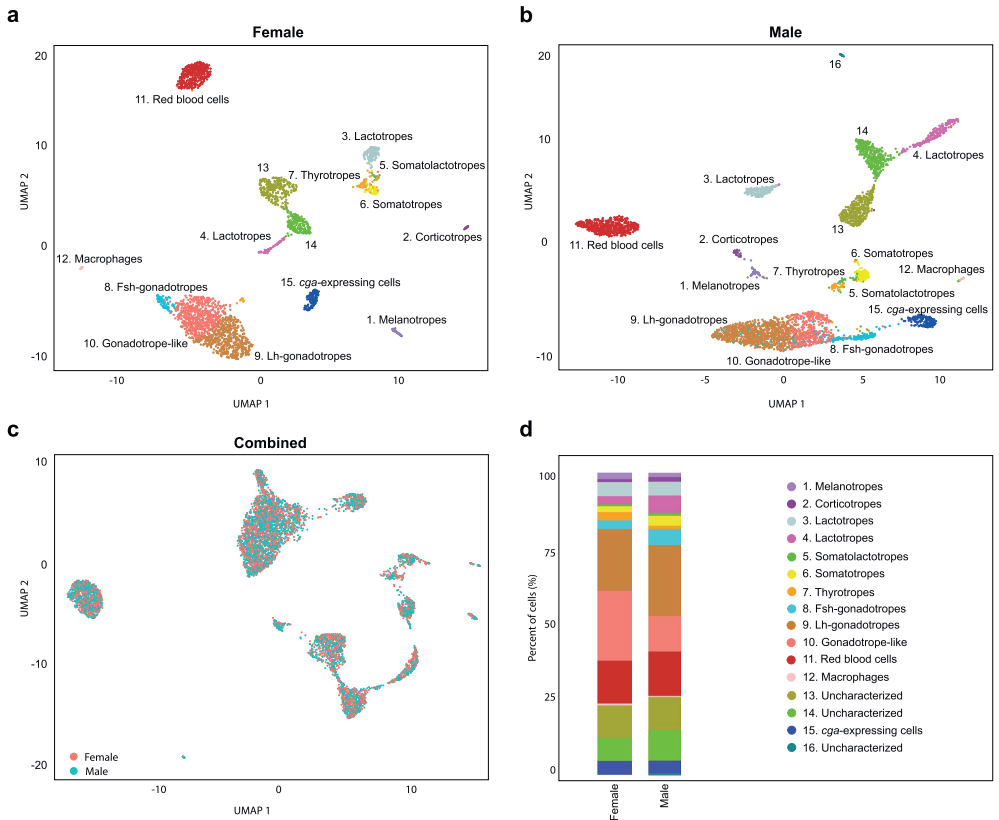 a
Female
20
10
0
-10
-10
0
10
UMAP 2
UMAP 1
11. Red blood cells
3. Lactotropes
5. Somatolactotropes
13
7. Thyrotropes
6. Somatotropes
4. Lactotropes
14
2. Corticotropes
12. Macrophages
8. Fsh-gonadotropes
15. cga-expressing cells
1. Melanotropes
10. Gonadotrope-like
9. Lh-gonadotropes
b
Male
20
10
0
-10
-10
-5
0
5
10
UMAP 2
UMAP 1
16
14
4. Lactotropes
3. Lactotropes
13
11. Red blood cells
2. Corticotropes
6. Somatotropes
7. Thyrotropes
12. Macrophages
1. Melanotropes
5. Somatolactotropes
15. cga-expressing cells
9. Lh-gonadotropes
8. Fsh-gonadotropes
10. Gonadotrope-like
c
Combined
10
0
-10
-20
-10
0
10
UMAP 2
UMAP 1
Female
Male
d
100
75
50
25
0
Percent of cells (%)
Female
Male
1. Melanotropes
2. Corticotropes
3. Lactotropes
4. Lactotropes
5. Somatolactotropes
6. Somatotropes
7. Thyrotropes
8. Fsh-gonadotropes
9. Lh-gonadotropes
10. Gonadotrope-like
11. Red blood cells
12. Macrophages
13. Uncharacterized
14. Uncharacterized
15. cga-expressing cells
16. Uncharacterized